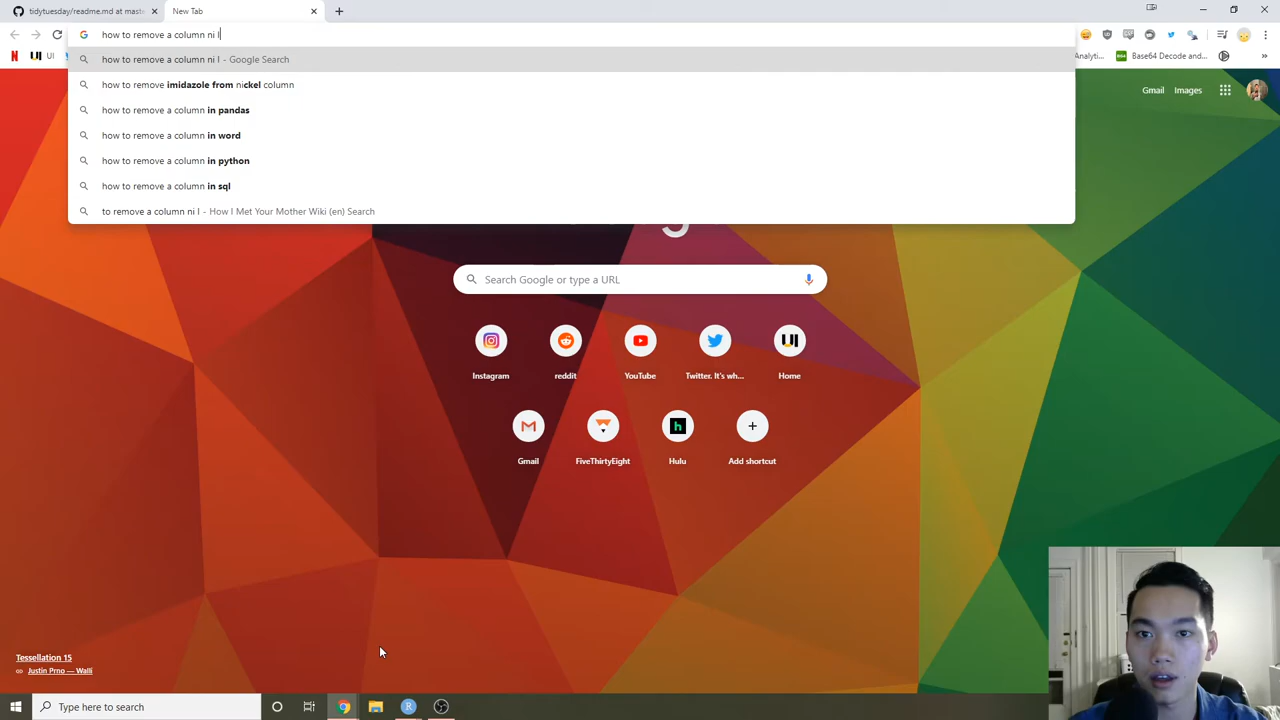 tidytuesday/readme.md at maste
New Tab
how to remove a column ni l
Analytic
Base64 Decode and...
how to remove a column ni l - Google Search
how to remove imidazole from nickel column
how to remove a column in pandas
how to remove a column in word
how to remove a column in python
how to remove a column in sql
to remove a column ni l - How I Met Your Mother Wiki (en) Search
Gmail
Images
Search Google or type a URL
Instagram
reddit
YouTube
Twitter. It's wh...
Home
Gmail
FiveThirtyEight
Hulu
Add shortcut
Tessellation 15
Justin Prno — Walli
Type here to search